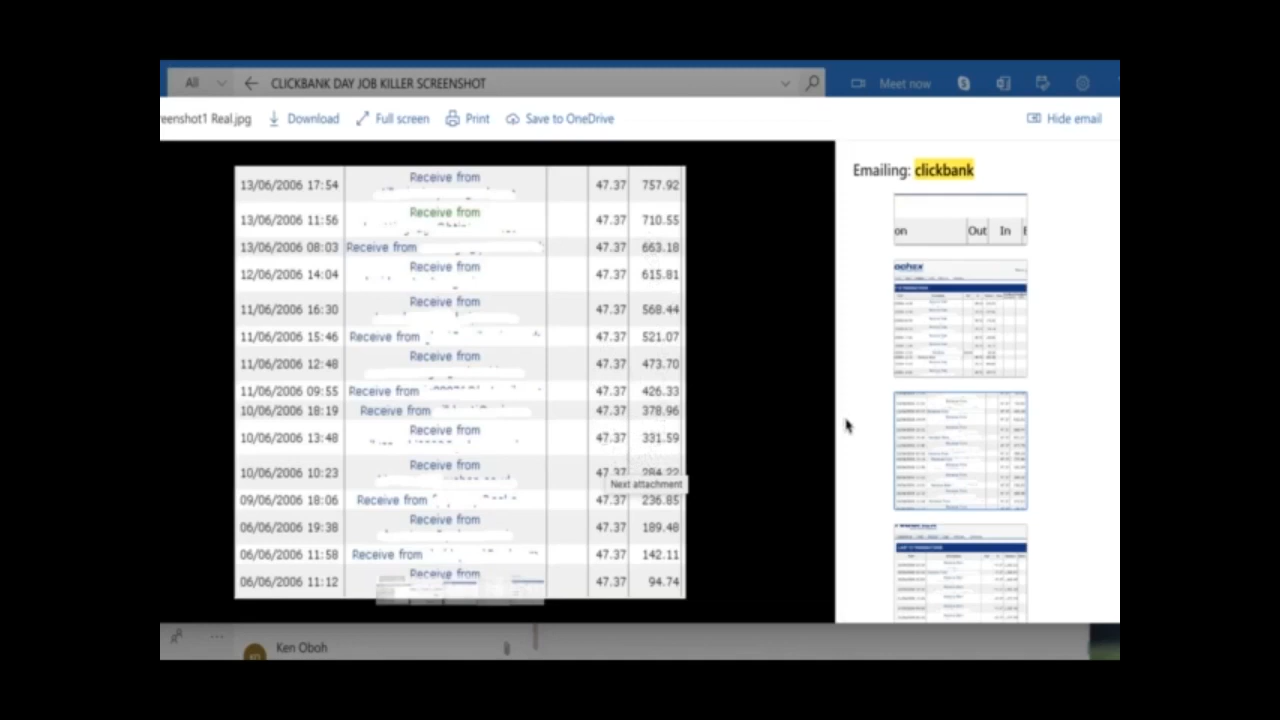 All
CLICKBANK DAY JOB KILLER SCREENSHOT
Meet now
eenshot1 Real.jpg
Download
Full screen
Print
Save to OneDrive
Hide email
Emailing: clickbank
on Out In
13/06/2006 17:54 Receive from 47.37 757.92
13/06/2006 11:56 Receive from 47.37 710.55
13/06/2006 08:03 Receive from 47.37 663.18
12/06/2006 14:04 Receive from 47.37 615.81
11/06/2006 16:30 Receive from 47.37 568.44
11/06/2006 15:46 Receive from 47.37 521.07
11/06/2006 12:48 Receive from 47.37 473.70
11/06/2006 09:55 Receive from 47.37 426.33
10/06/2006 18:19 Receive from 47.37 378.96
10/06/2006 13:48 Receive from 47.37 331.59
10/06/2006 10:23 Receive from 47.37 284.22
Next attachment
09/06/2006 18:06 Receive from 47.37 236.85
06/06/2006 19:38 Receive from 47.37 189.48
06/06/2006 11:58 Receive from 47.37 142.11
06/06/2006 11:12 Receive from 47.37 94.74
Ken Oboh